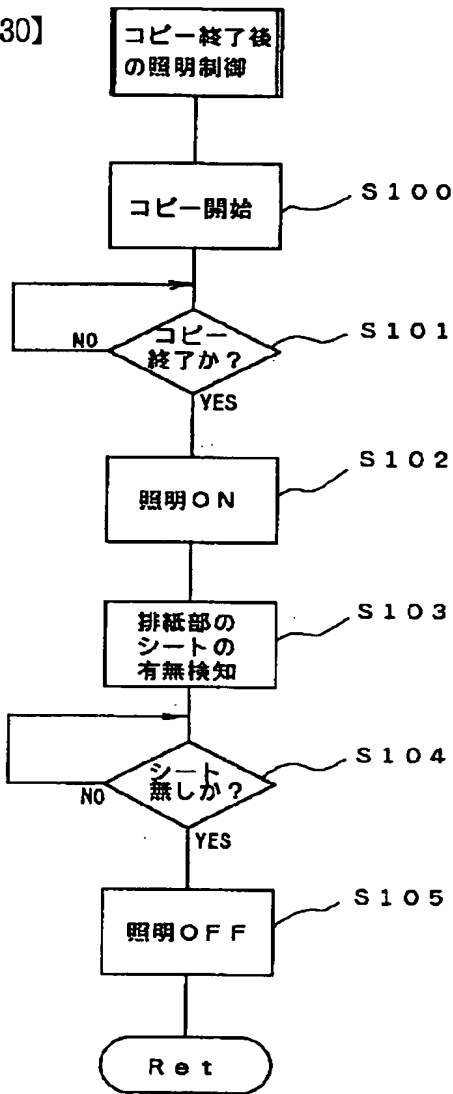 30】
コピー終了後
の照明制御
コピー開始
S100
コピー
終了か？
S101
NO
YES
照明ON
S102
排紙部の
シートの
有無検知
S103
シート
無しか？
S104
NO
YES
照明OFF
S105
Ret